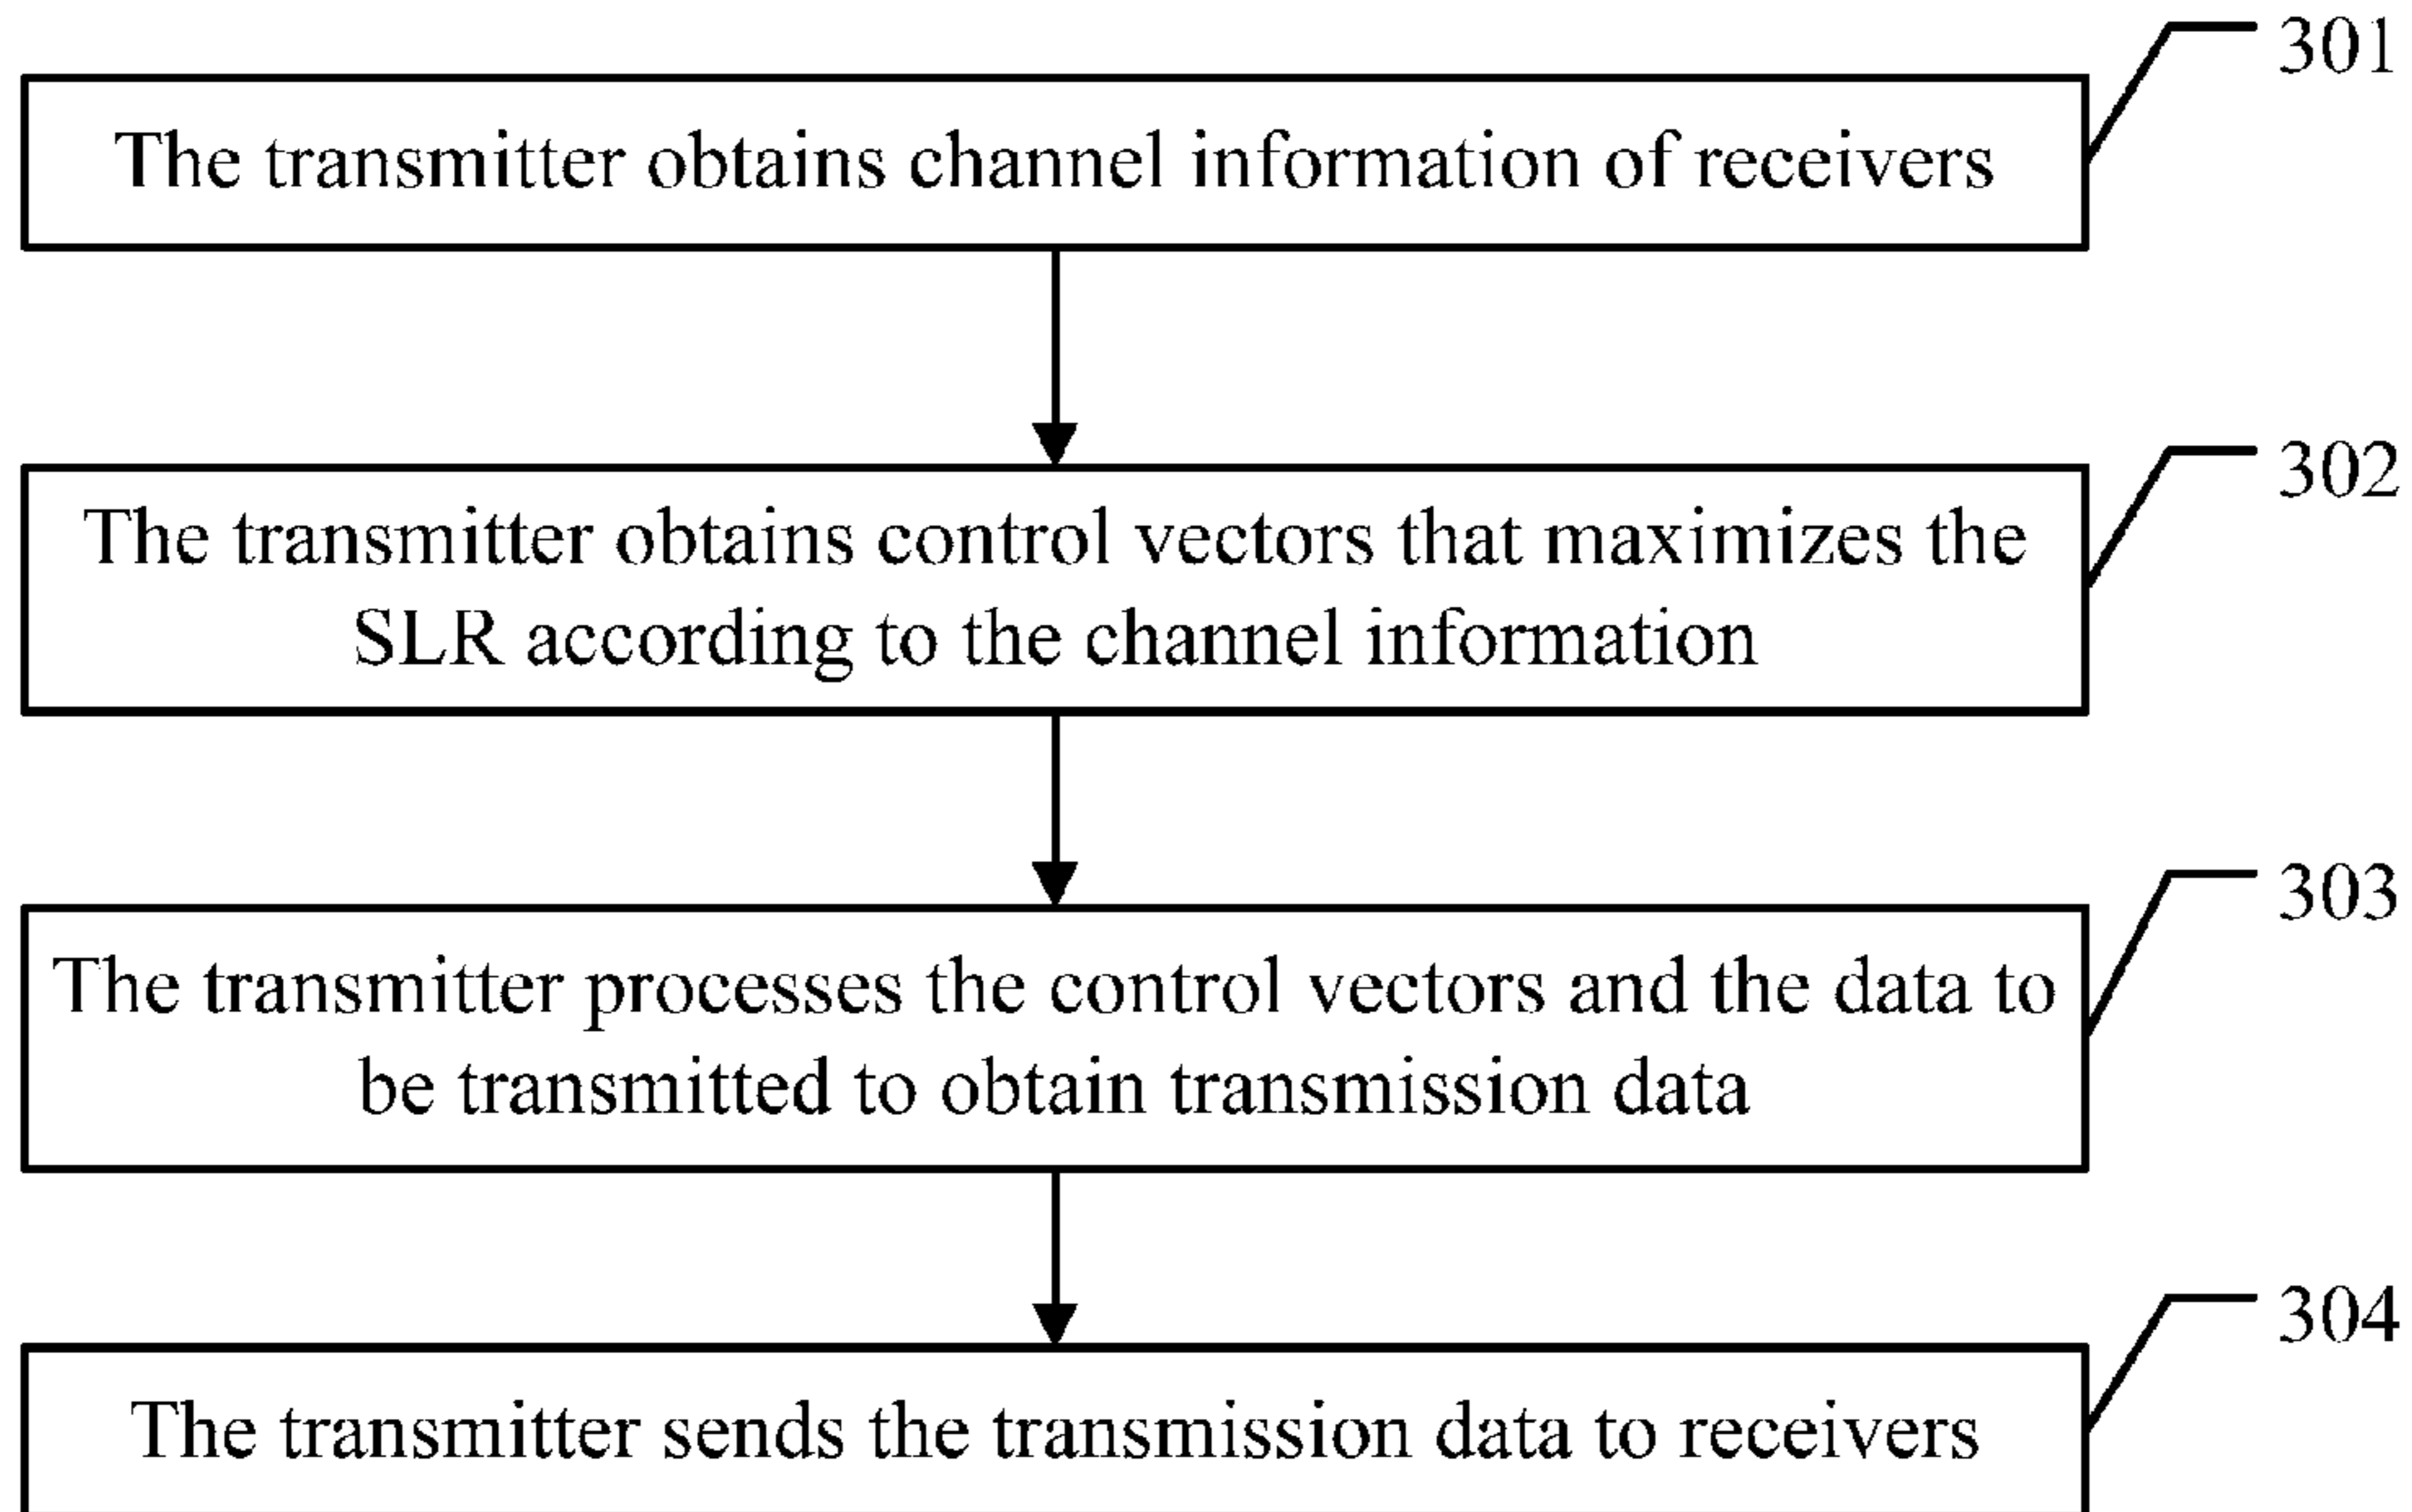 301
The transmitter obtains channel information of receivers
302
The transmitter obtains control vectors that maximizes the
SLR according to the channel information
303
The transmitter processes the control vectors and the data to
be transmitted to obtain transmission data
304
The transmitter sends the transmission data to receivers